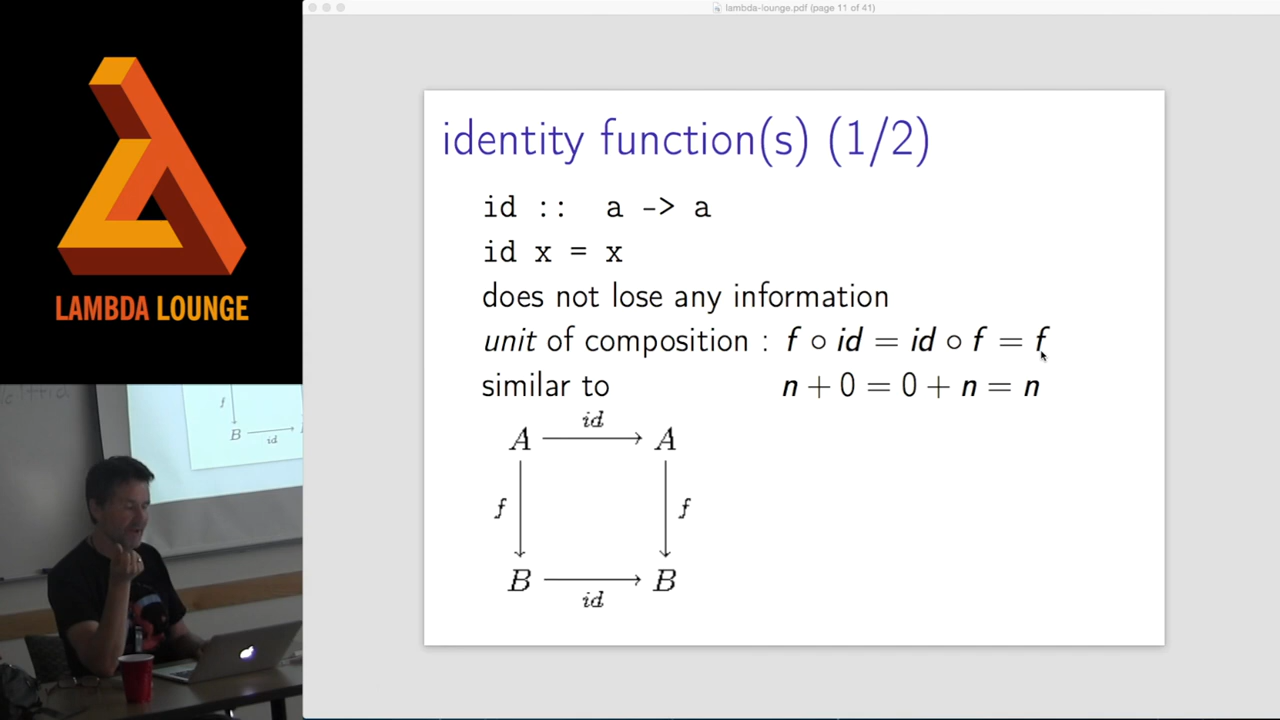 lambda-lounge.pdf (page 11 of 41)
LAMBDA LOUNGE
identity function(s) (1/2)
id :: a -> a
id x = x
does not lose any information
unit of composition : f ∘ id = id ∘ f = f
similar to n + 0 = 0 + n = n
id
A A
f f
B B
id
f
B
id